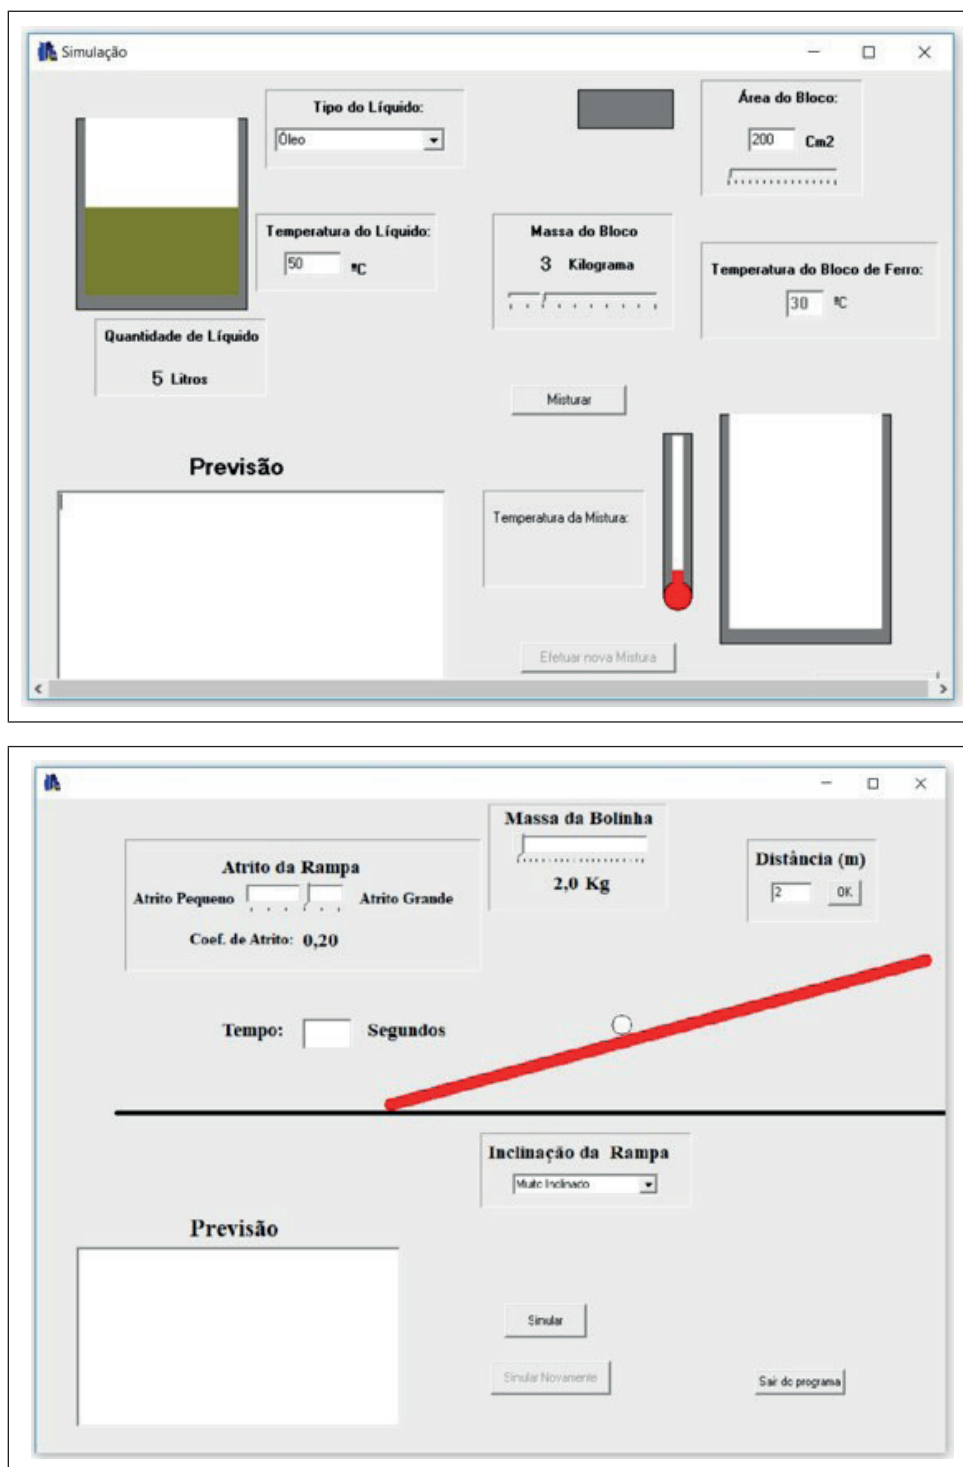 Simulação
Tipo do Líquido:
Óleo
Área do Bloco:
200 Cm2
Temperatura do Líquido:
50 ºC
Massa do Bloco
3 Kilograma
Temperatura do Bloco de Ferro:
30 ºC
Quantidade de Líquido
5 Litros
Misturar
Previsão
Temperatura da Mistura:
Efetuar nova Mistura
Massa da Bolinha
2,0 Kg
Atrito da Rampa
Atrito Pequeno
Atrito Grande
Coef. de Atrito: 0,20
Distância (m)
2 OK
Tempo: Segundos
Inclinação da Rampa
Muito Inclinado
Previsão
Simular
Simular Novamente
Sair do programa